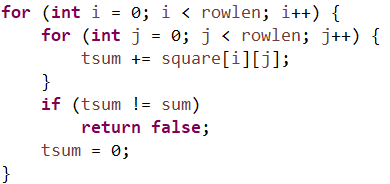 for (int i = 0; i < rowlen; i++) {
    for (int j = 0; j < rowlen; j++) {
        tsum += square[i][j];
    }
    if (tsum != sum)
        return false;
    tsum = 0;
}